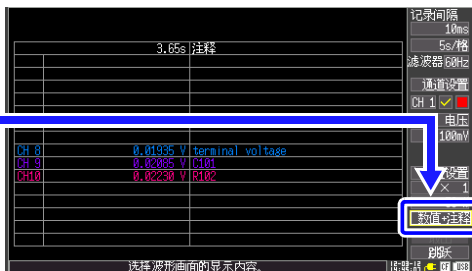 记录间隔
10ms
5s/格
滤波器 60Hz
通道设置
CH 1
电压
100mV
设置
× 1
数值+注释
跳跃
3.65s 注释
CH 8 0.01935 V terminal voltage
CH 9 0.02085 V C101
CH10 0.02230 V R102
选择波形画面的显示内容。
CF USB